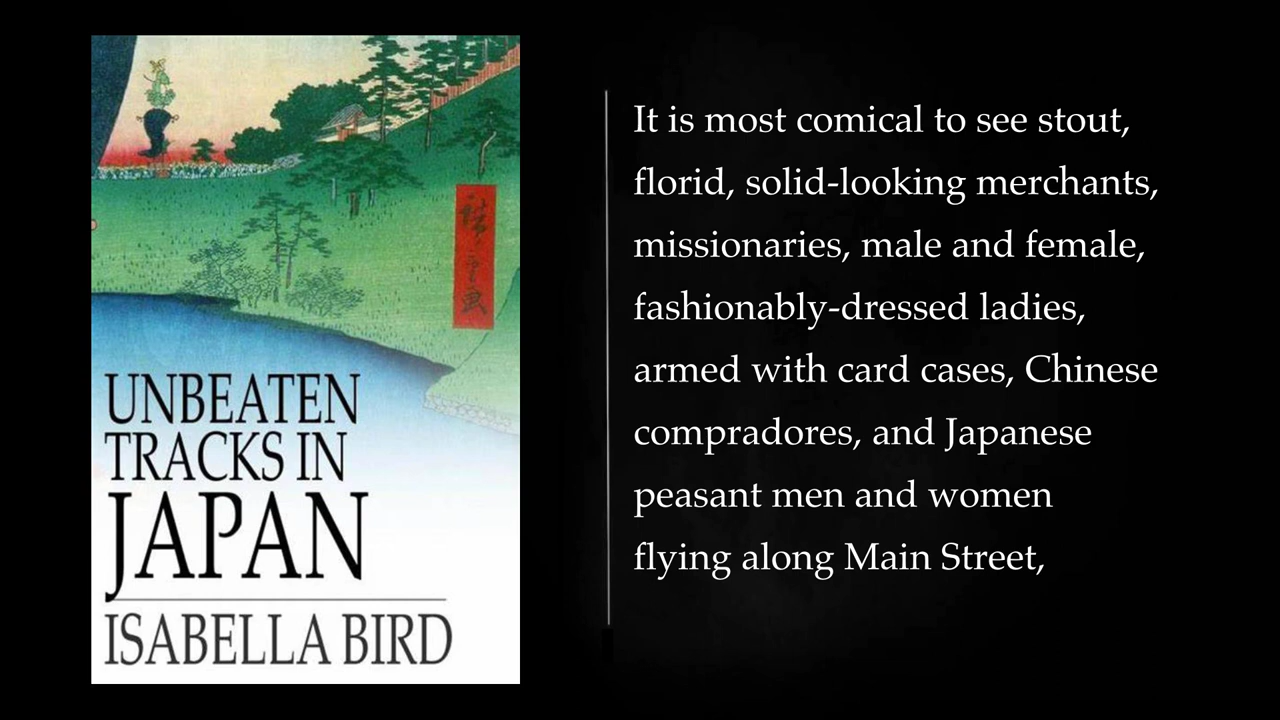 UNBEATEN
TRACKS IN
JAPAN
ISABELLA BIRD
It is most comical to see stout,
florid, solid-looking merchants,
missionaries, male and female,
fashionably-dressed ladies,
armed with card cases, Chinese
compradores, and Japanese
peasant men and women
flying along Main Street,